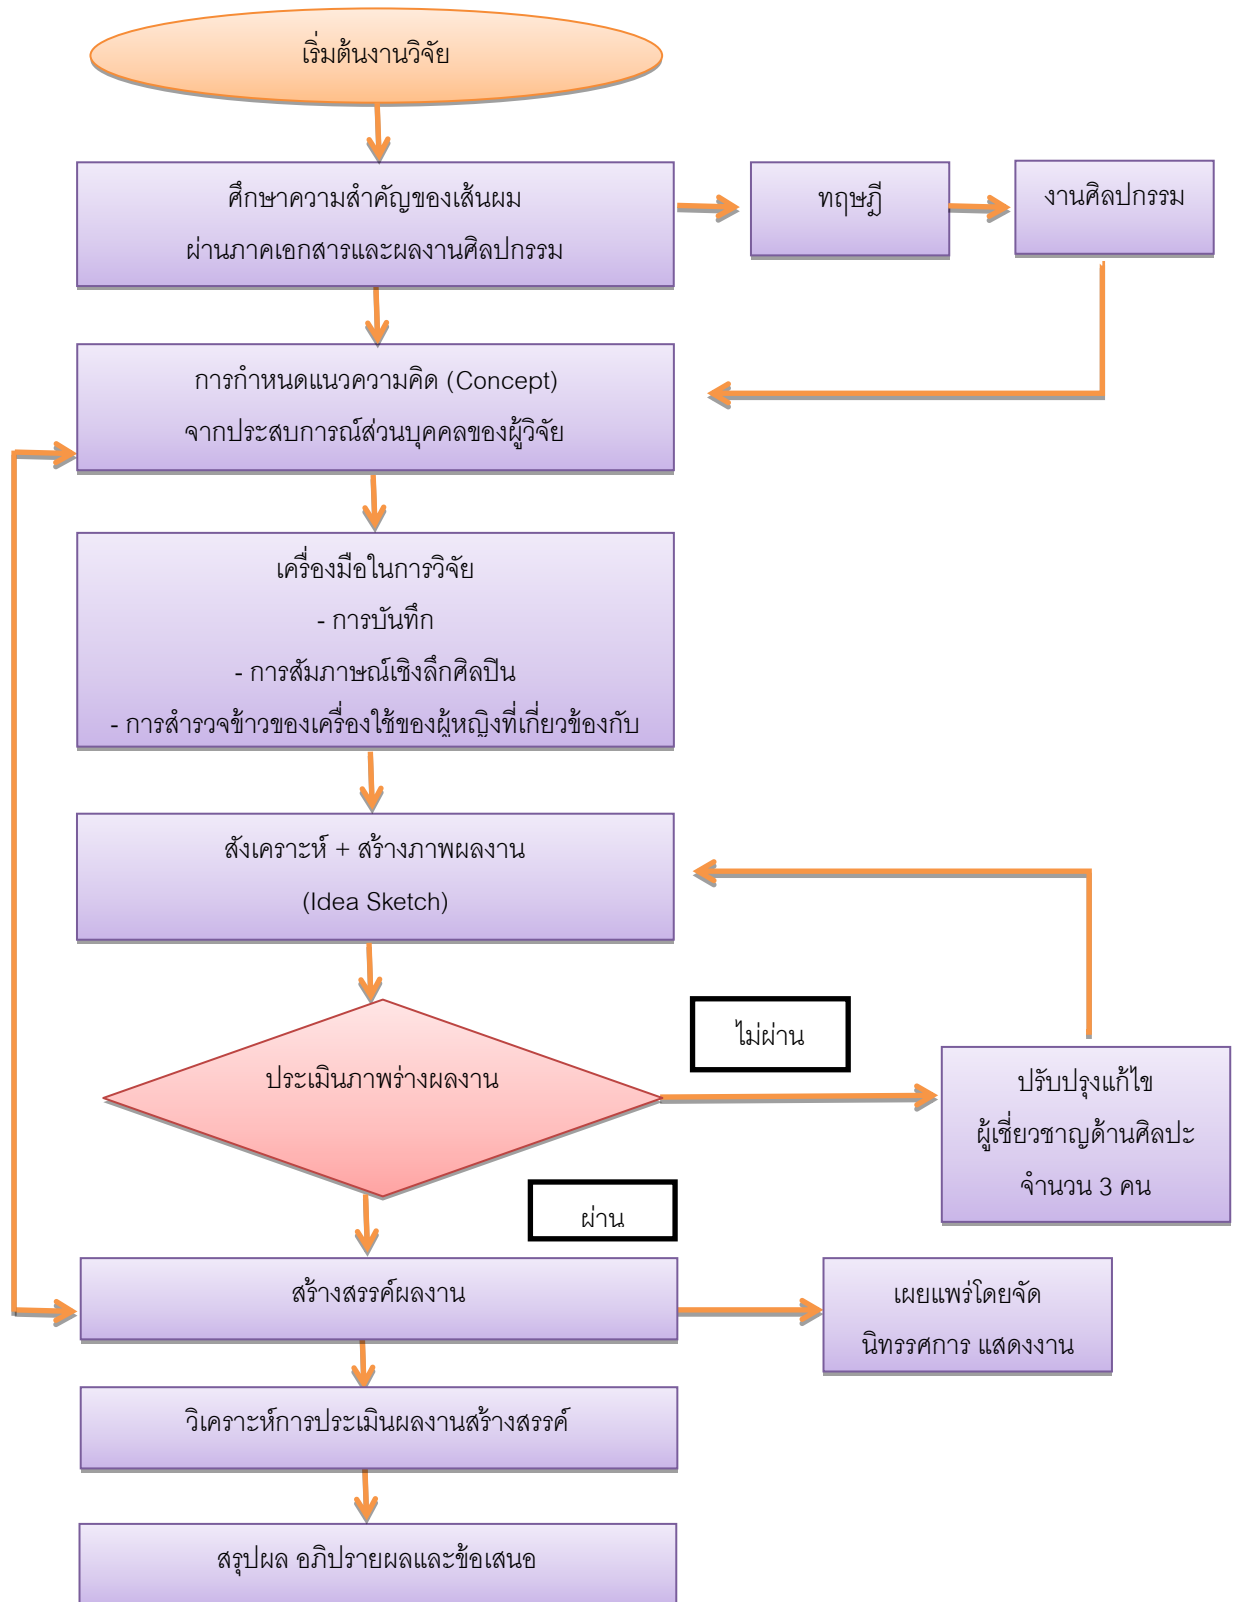 เริ่มต้นงานวิจัย
ศึกษาความสำคัญของเส้นผม
ผ่านภาคเอกสารและผลงานศิลปกรรม
ทฤษฎี
งานศิลปกรรม
การกำหนดแนวความคิด (Concept)
จากประสบการณ์ส่วนบุคคลของผู้วิจัย
เครื่องมือในการวิจัย
- การบันทึก
- การสัมภาษณ์เชิงลึกศิลปิน
- การสำรวจข้าวของเครื่องใช้ของผู้หญิงที่เกี่ยวข้องกับ
สังเคราะห์ + สร้างภาพผลงาน
(Idea Sketch)
ประเมินภาพร่างผลงาน
ไม่ผ่าน
ปรับปรุงแก้ไข
ผู้เชี่ยวชาญด้านศิลปะ
จำนวน 3 คน
ผ่าน
สร้างสรรค์ผลงาน
เผยแพร่โดยจัด
นิทรรศการ แสดงงาน
วิเคราะห์การประเมินผลงานสร้างสรรค์
สรุปผล อภิปรายผลและข้อเสนอ